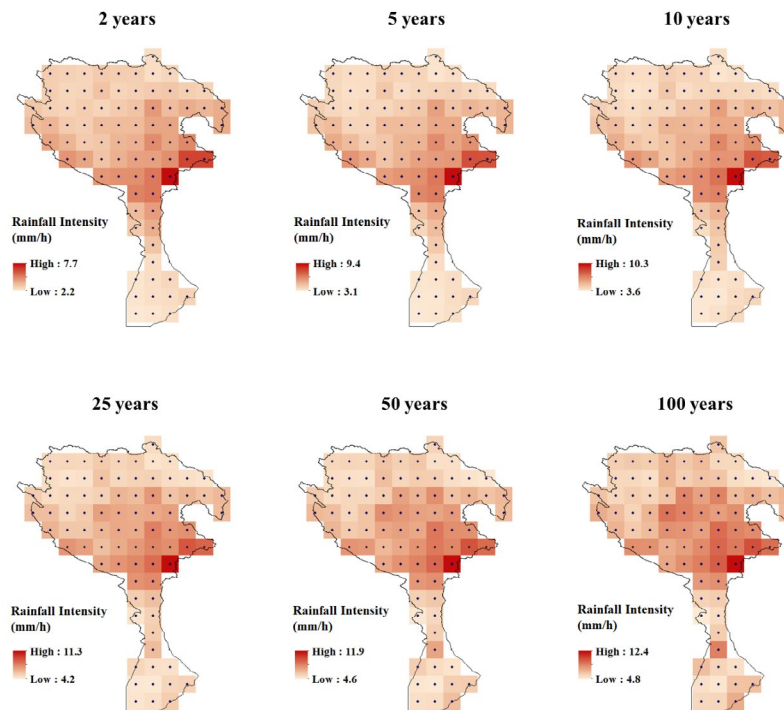 2 years
5 years
10 years
Rainfall Intensity
(mm/h)
High : 7.7
Low : 2.2
Rainfall Intensity
(mm/h)
High : 9.4
Low : 3.1
Rainfall Intensity
(mm/h)
High : 10.3
Low : 3.6
25 years
50 years
100 years
Rainfall Intensity
(mm/h)
High : 11.3
Low : 4.2
Rainfall Intensity
(mm/h)
High : 11.9
Low : 4.6
Rainfall Intensity
(mm/h)
High : 12.4
Low : 4.8